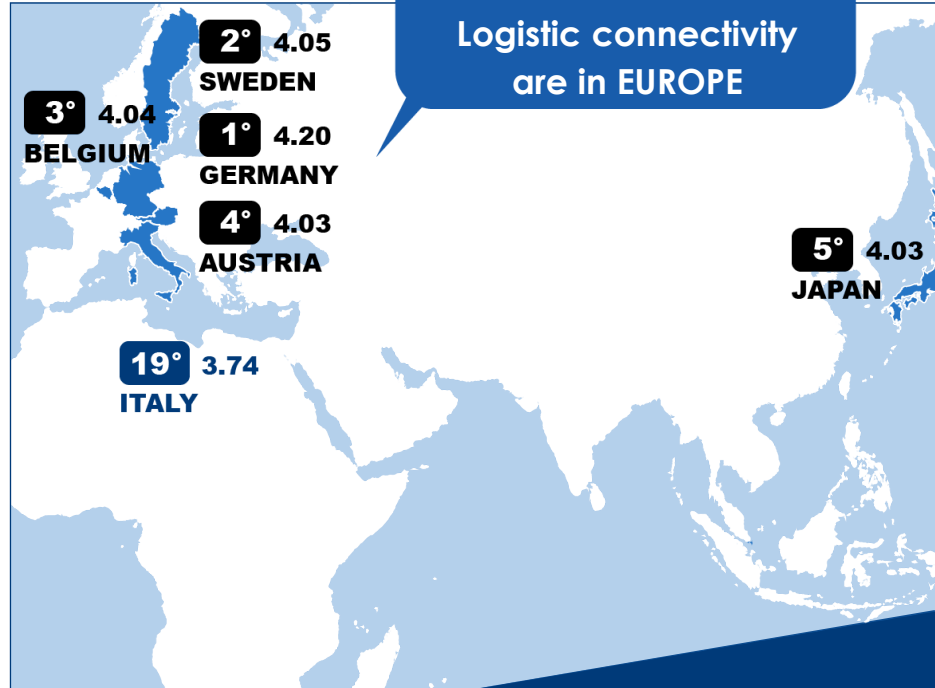 Logistic connectivity
are in EUROPE
2° 4.05
SWEDEN
3° 4.04
BELGIUM
1° 4.20
GERMANY
4° 4.03
AUSTRIA
5° 4.03
JAPAN
19° 3.74
ITALY